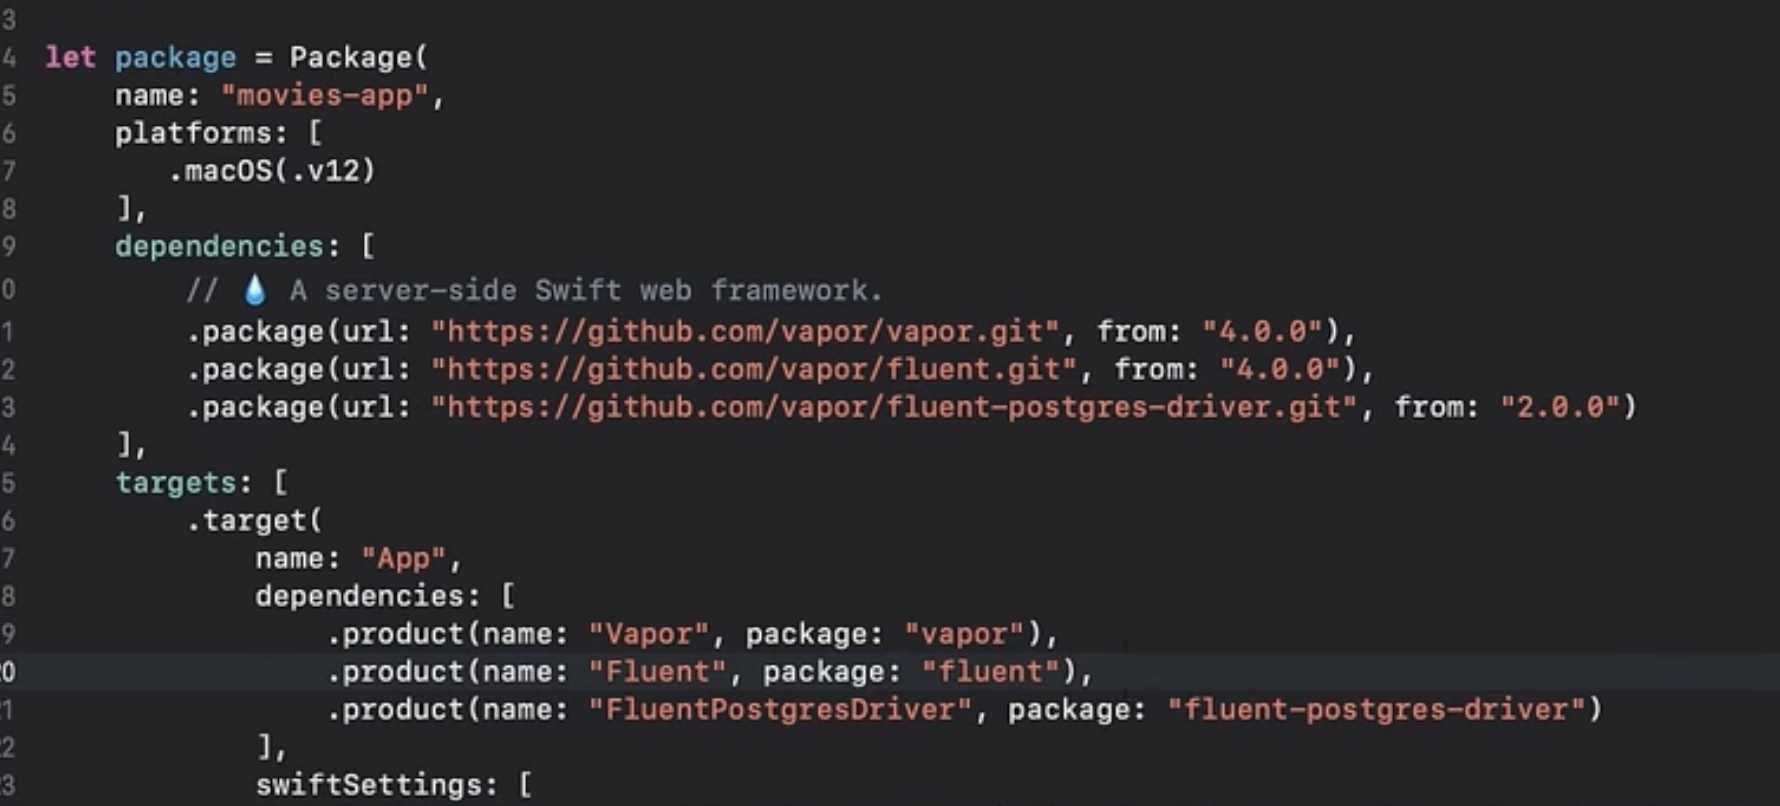 3
4 let package = Package(
5 name: "movies-app",
6 platforms: [
7 .macOS(.v12)
8 ],
9 dependencies: [
0 // 💧 A server-side Swift web framework.
1 .package(url: "https://github.com/vapor/vapor.git", from: "4.0.0"),
2 .package(url: "https://github.com/vapor/fluent.git", from: "4.0.0"),
3 .package(url: "https://github.com/vapor/fluent-postgres-driver.git", from: "2.0.0")
4 ],
5 targets: [
6 .target(
7 name: "App",
8 dependencies: [
9 .product(name: "Vapor", package: "vapor"),
20 .product(name: "Fluent", package: "fluent"),
21 .product(name: "FluentPostgresDriver", package: "fluent-postgres-driver")
22 ],
23 swiftSettings: [